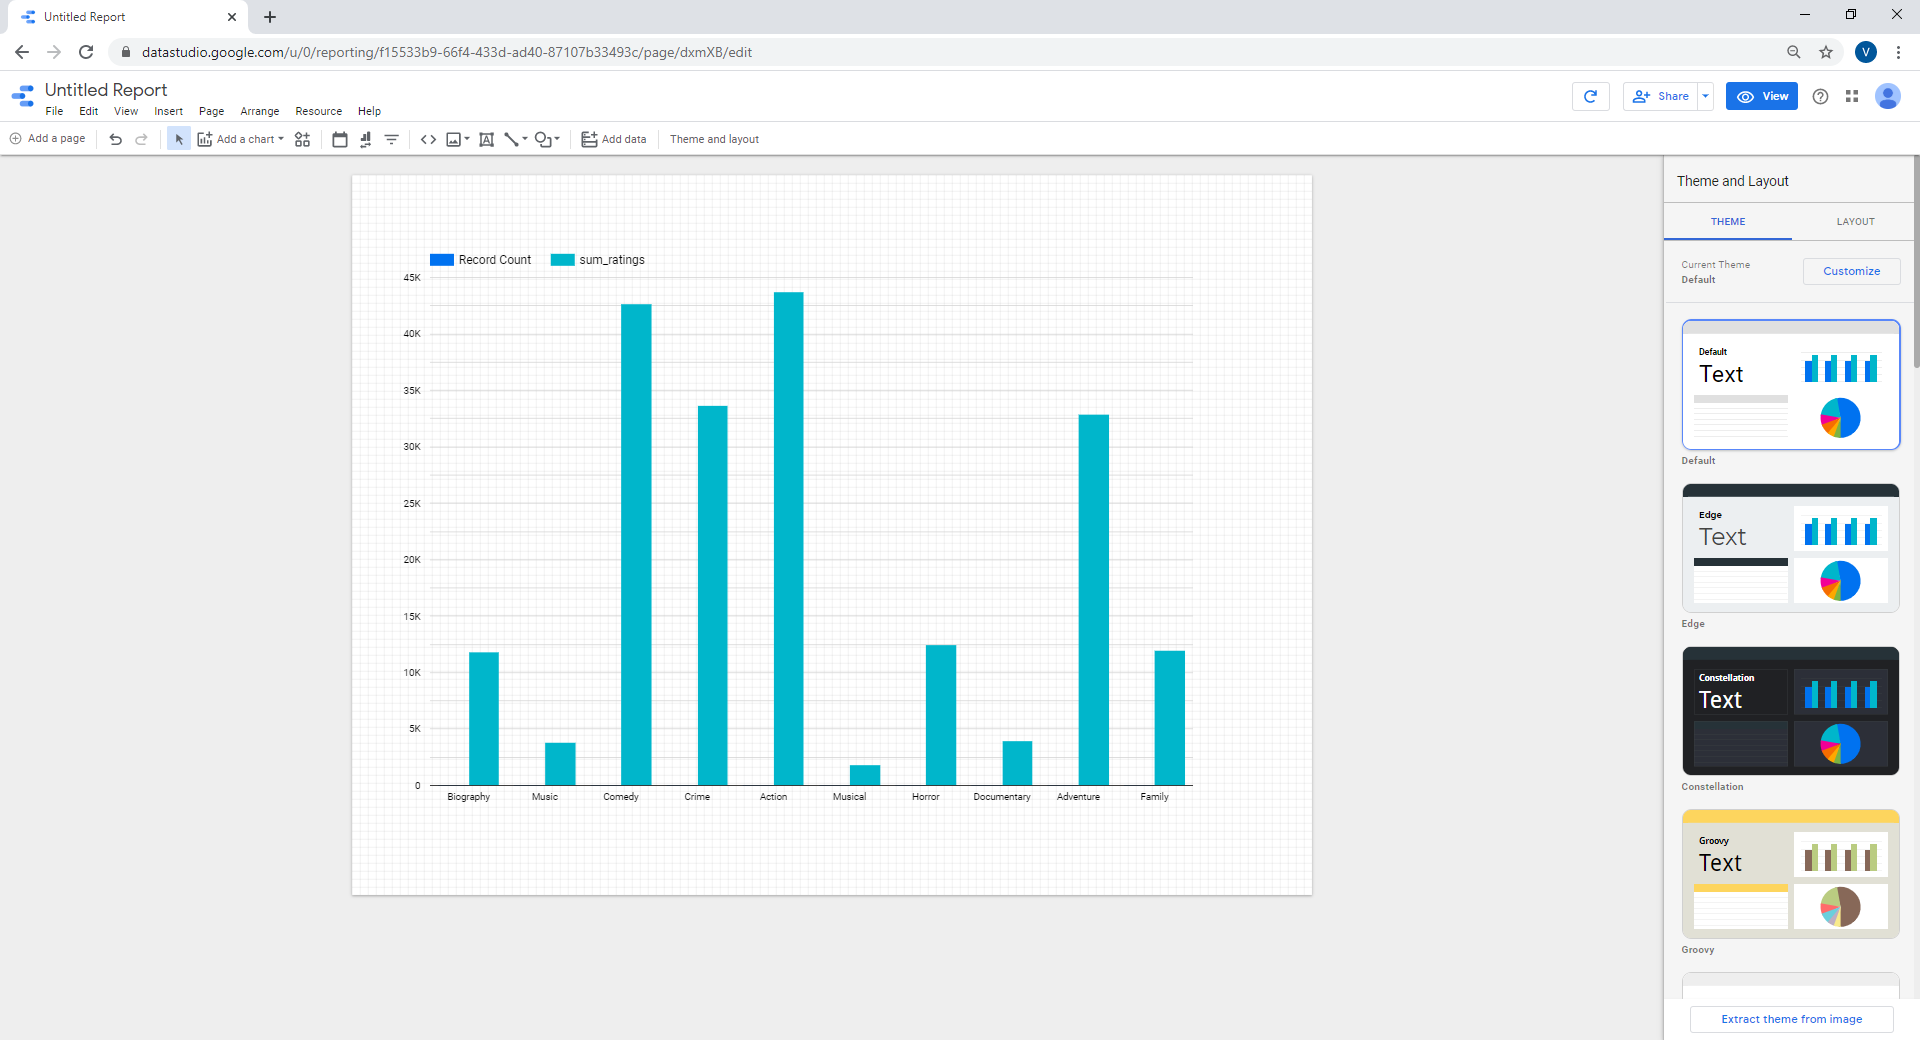 Untitled Report
datastudio.google.com/u/0/reporting/f15533b9-66f4-433d-ad40-87107b33493c/page/dxmXB/edit
V
Untitled Report
File Edit View Insert Page Arrange Resource Help
Share View
Add a page Add a chart Add data Theme and layout
Theme and Layout
THEME LAYOUT
Current Theme
Default
Customize
Record Count sum_ratings
45K
40K
35K
30K
25K
20K
15K
10K
5K
0
Biography Music Comedy Crime Action Musical Horror Documentary Adventure Family
Default
Text
Default
Edge
Text
Edge
Constellation
Text
Constellation
Groovy
Text
Groovy
Extract theme from image